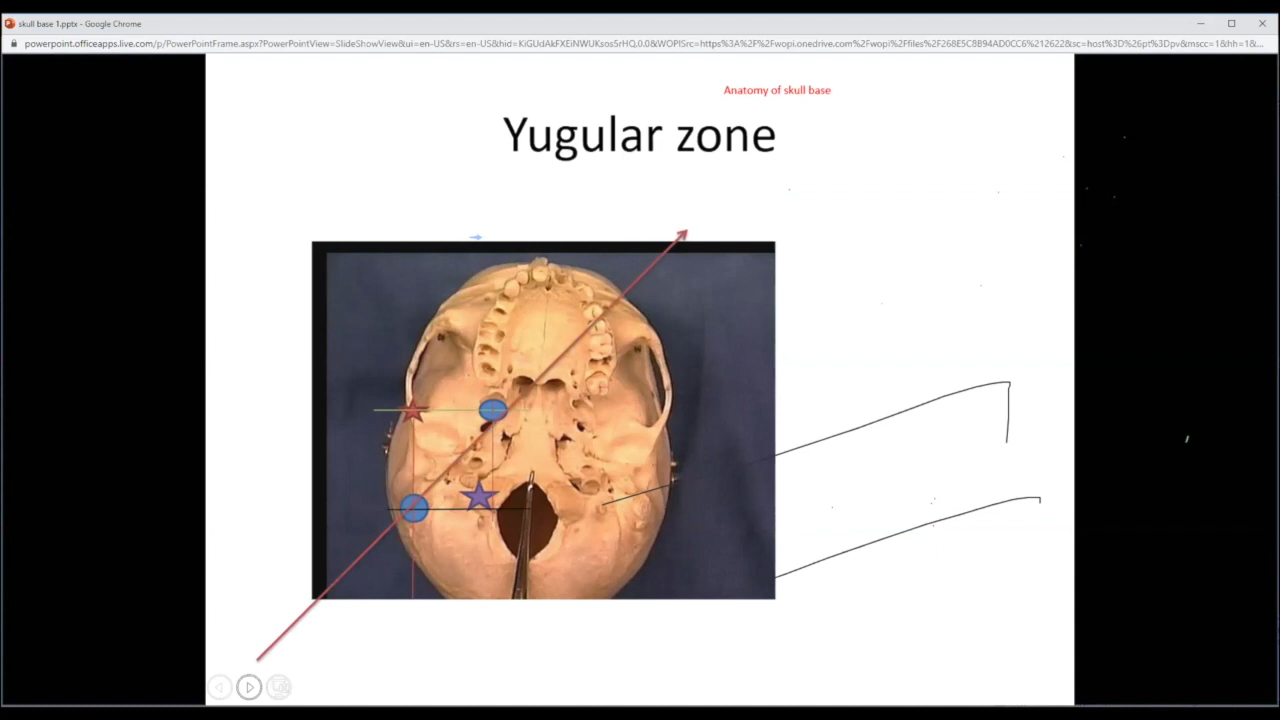 skull base 1.pptx - Google Chrome
powerpoint.officeapps.live.com/p/PowerPointFrame.aspx?PowerPointView=SlideShowView&ui=en-US&rs=en-US&hid=KiGUdAkFXEiNWUKsos5rHQ.0.0&WOPISrc=https%3A%2F%2Fwopi.onedrive.com%2Fwopi%2Ffiles%2F268E5C8B94AD0CC6%212622&sc=host%3D%26pt%3Dpv&mscc=1&hh=1&...
Anatomy of skull base
Yugular zone